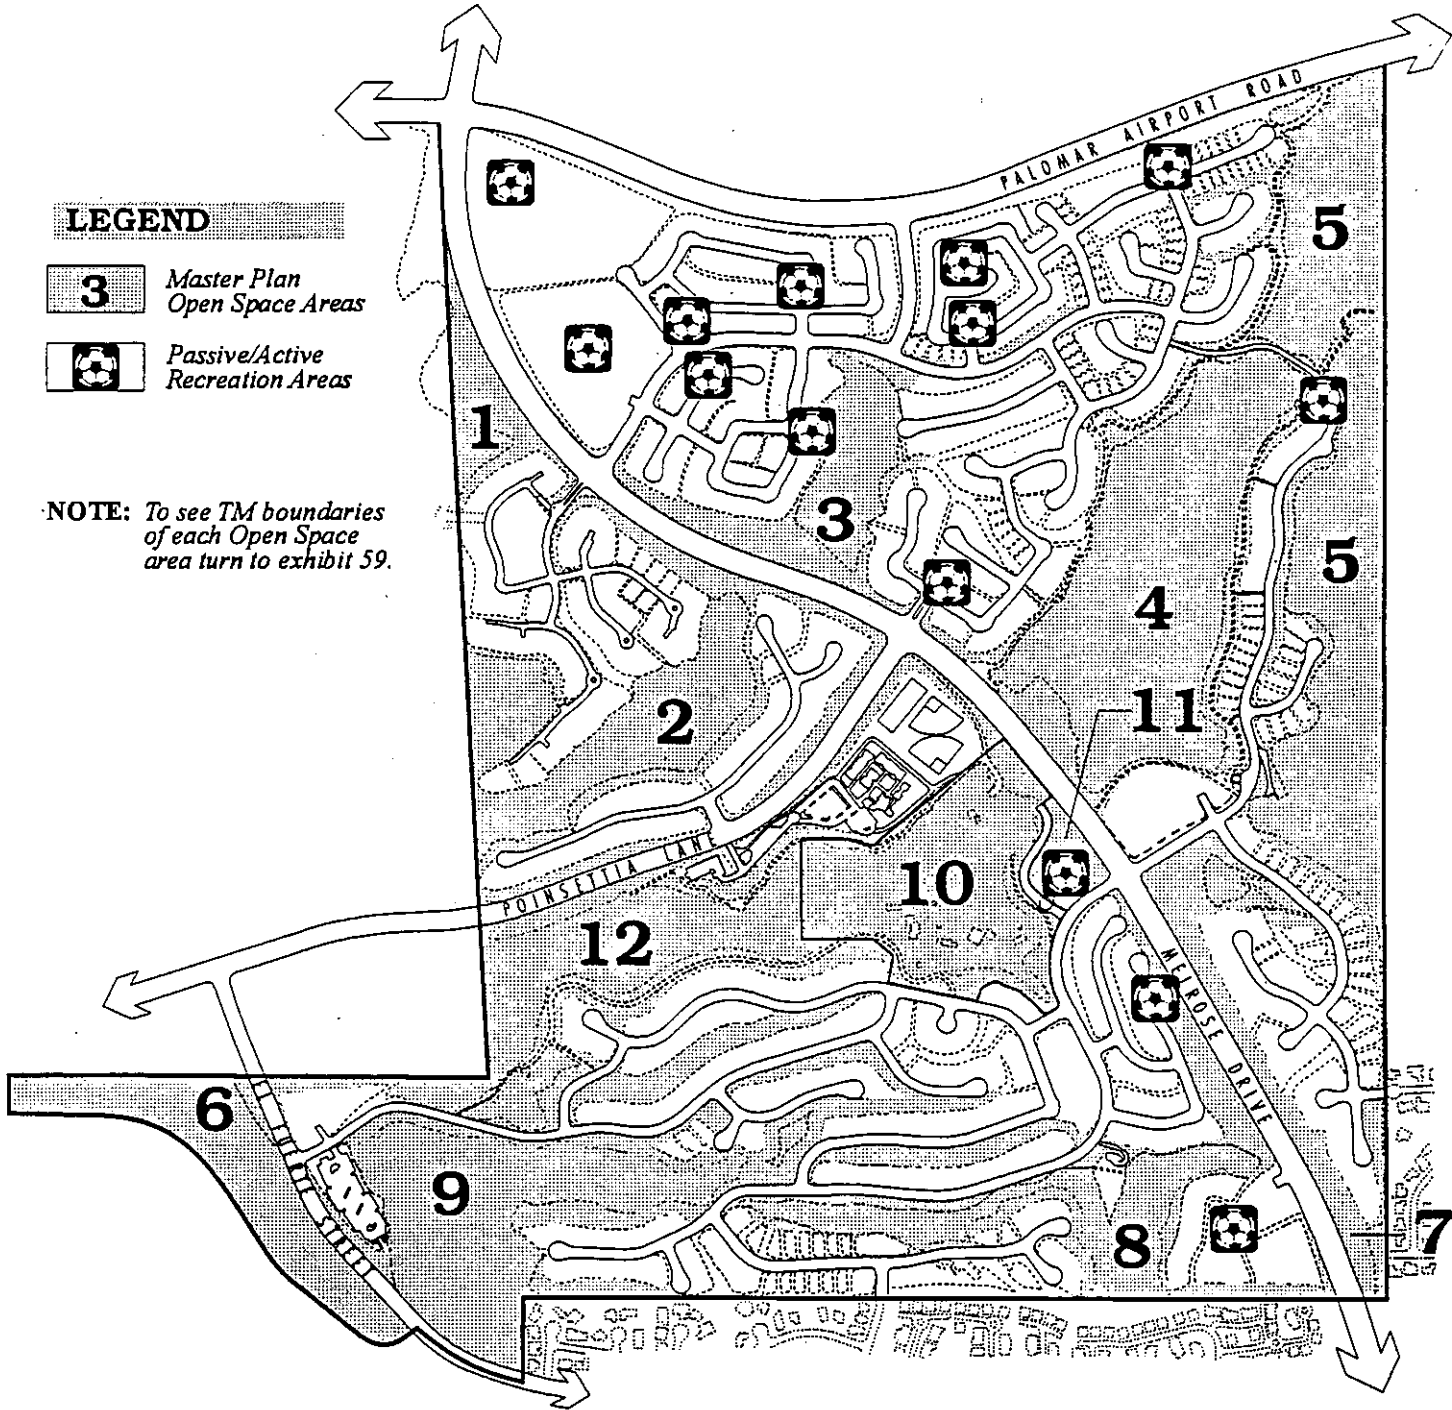 PALOMAR AIRPORT ROAD
LEGEND
3
Master Plan
Open Space Areas
Passive/Active
Recreation Areas
NOTE: To see TM boundaries
of each Open Space
area turn to exhibit 59.
5
1
3
5
4
11
2
10
POINSETTIA LANE
12
MELROSE DRIVE
6
9
8
7